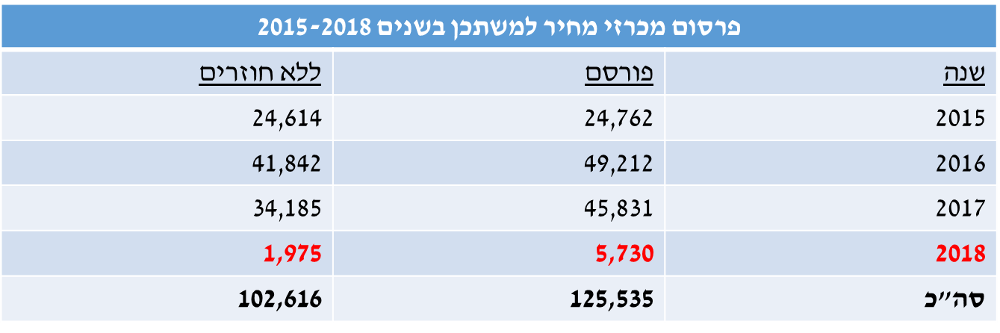 פרסום מכרזי מחיר למשתכן בשנים 2015-2018
שנה פורסם ללא חוזרים
2015 24,762 24,614
2016 49,212 41,842
2017 45,831 34,185
2018 5,730 1,975
סה"כ 125,535 102,616